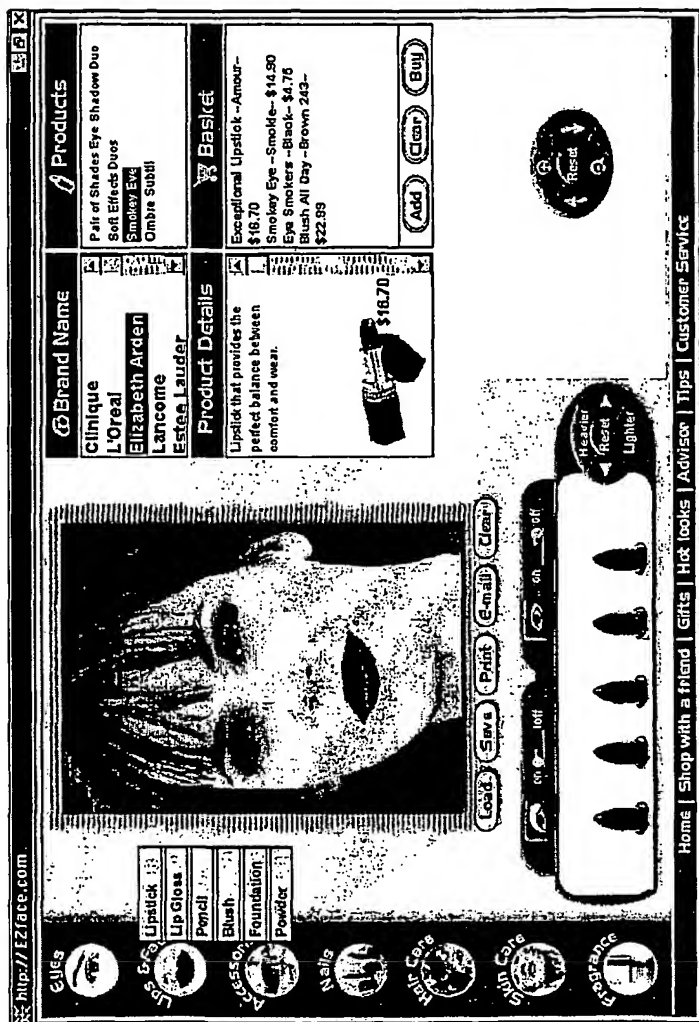 http:// EZface.com
Eyes
Lips & Fa
Accessori
Nails
Hair Care
Skin Care
Fragrance
Lipstick
Lip Gloss
Pencil
Blush
Foundation
Powder
Load
Save
Print
E-mail
Clear
on
off
on
off
Heavier
Reset
Lighter
Brand Name
Clinique
L'Oreal
Elizabeth Arden
Lancome
Estee Lauder
Products
Pair of Shades Eye Shadow Duo
Soft Effects Duos
Smokey Eye
Ombre Subtil
Product Details
Lipstick that provides the
perfect balance between
comfort and wear.
$16.70
Basket
Exceptional Lipstick --Amour--
$16.70
Smokey Eye --Smokle-- $14.90
Eye Smokers --Black-- $4.75
Blush All Day --Brown 243--
$22.99
Add
Clear
Buy
Reset
Home | Shop with a friend | Gifts | Hot looks | Advisor | Tips | Customer Service